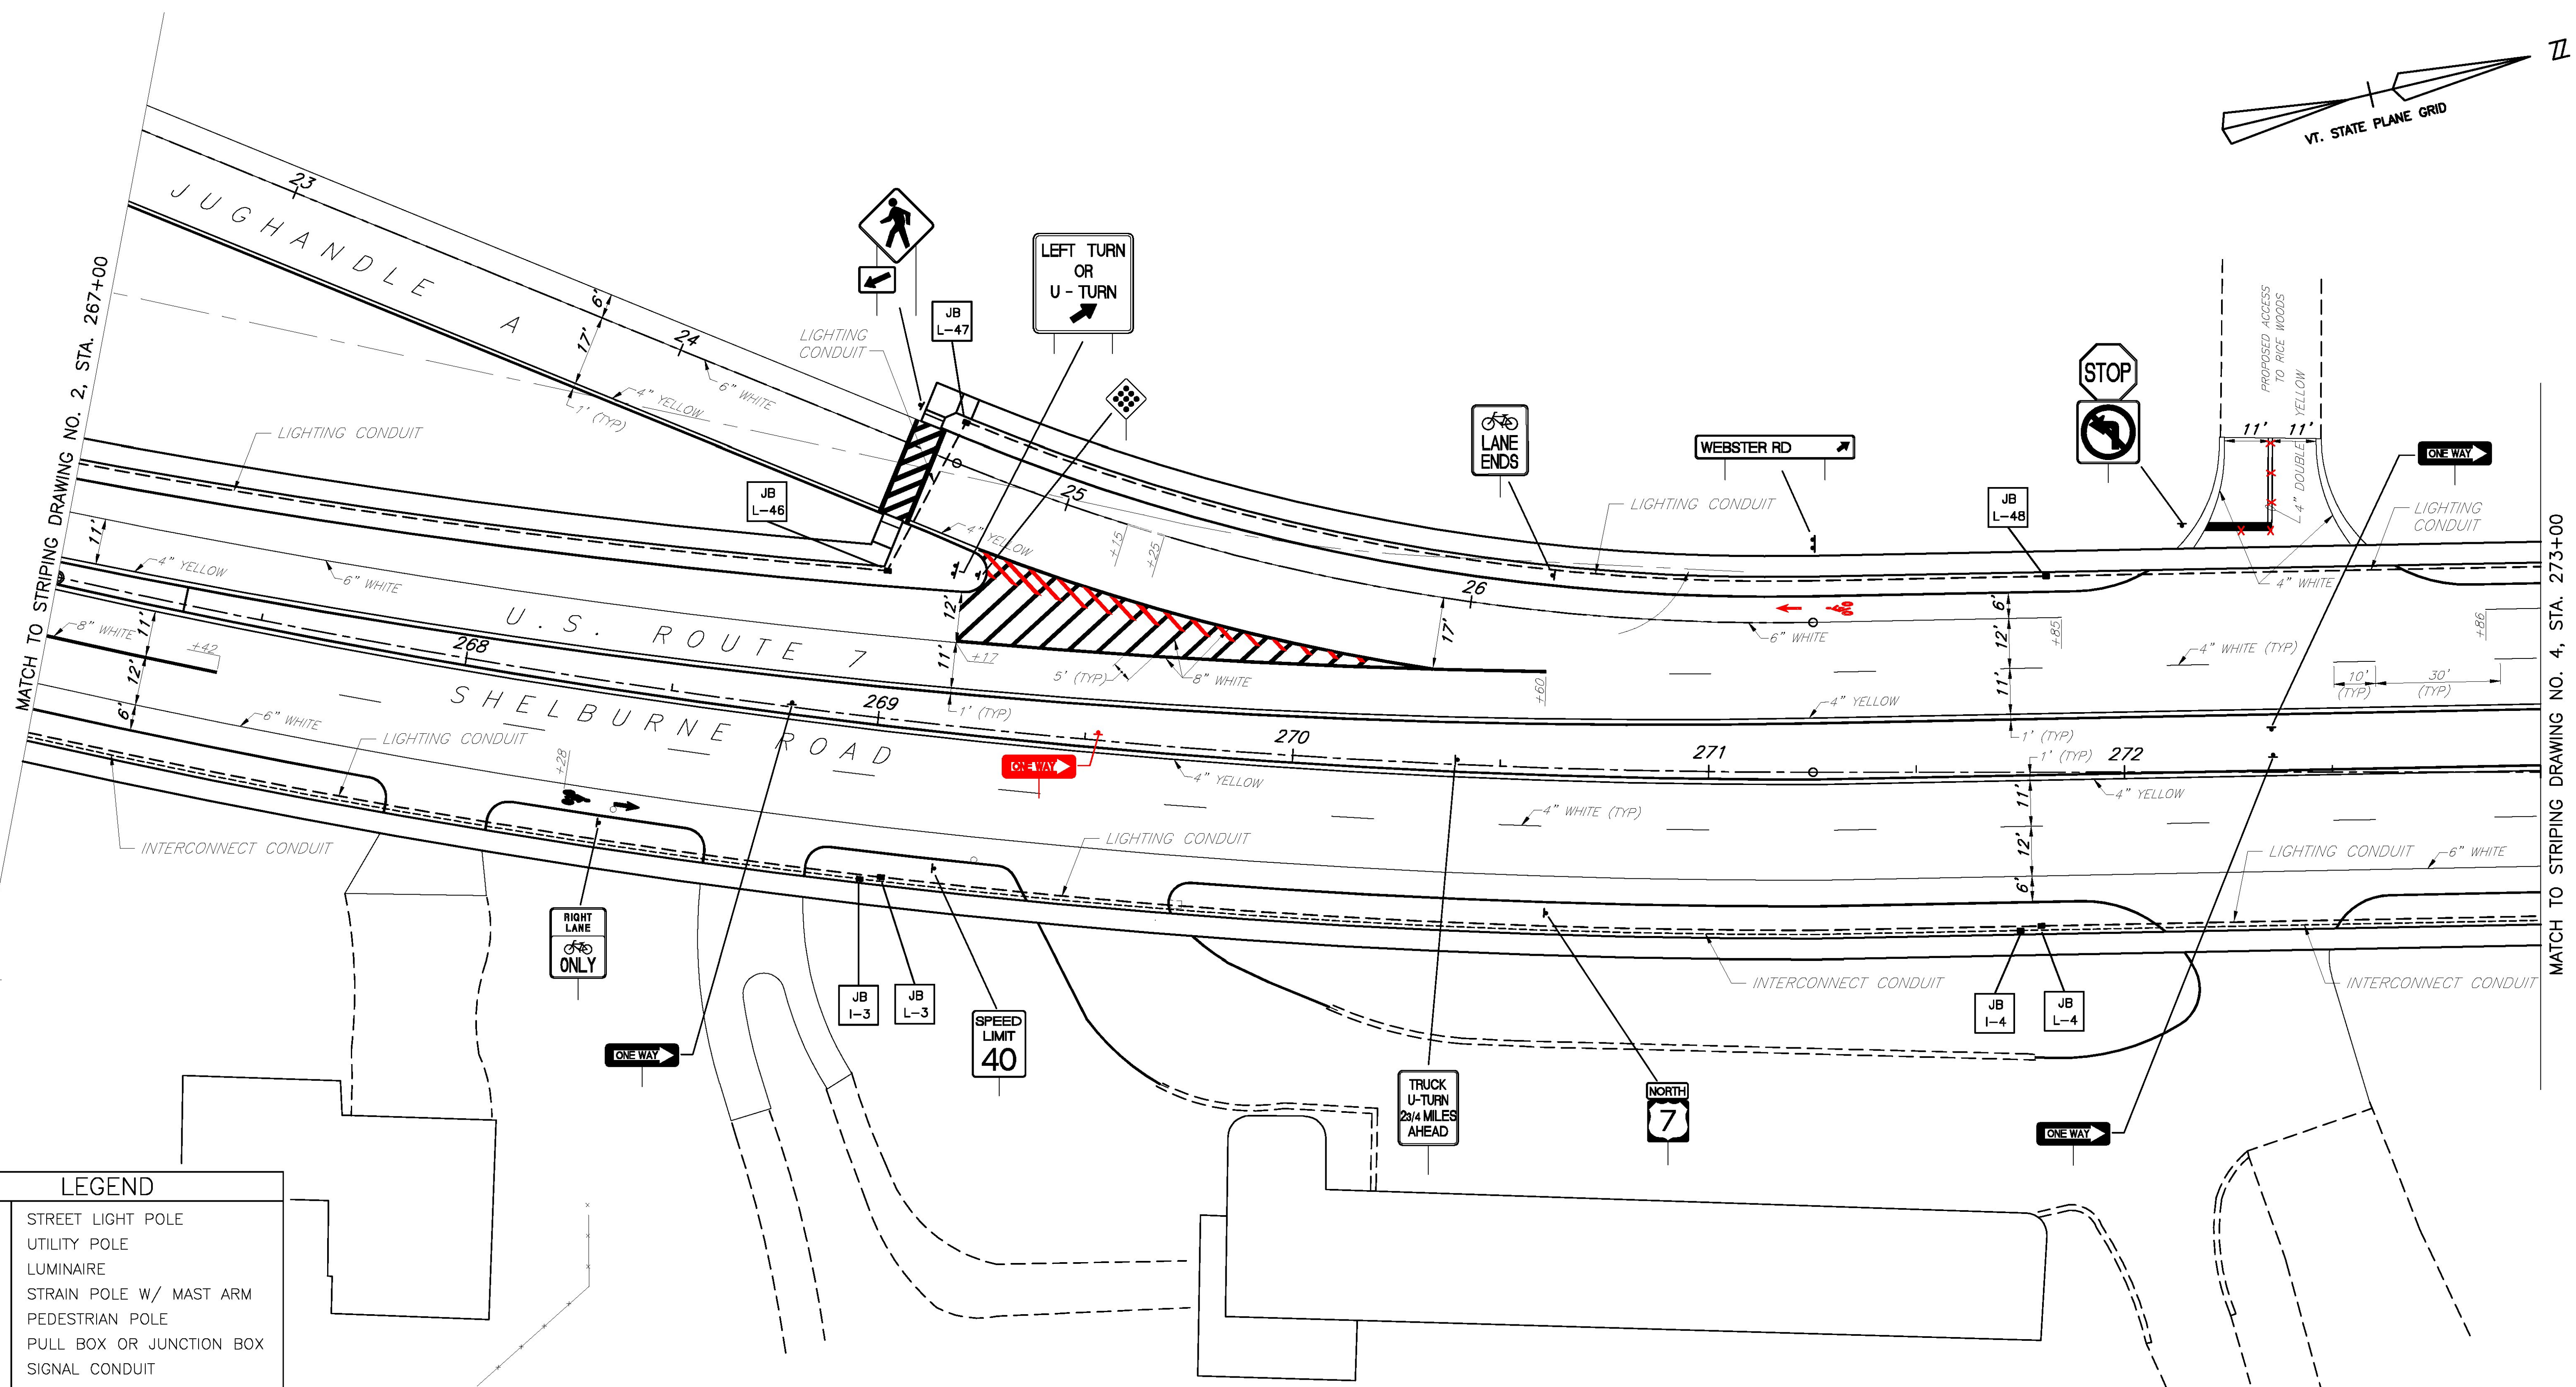 VT. STATE PLANE GRID
JUGHANDLE A
23
24
25
26
6'
17'
1' (TYP)
4" YELLOW
6" WHITE
LIGHTING
CONDUIT
JB
L-47
LEFT TURN
OR
U - TURN
JB
L-46
4" YELLOW
+15
+25
LANE
ENDS
WEBSTER RD
LIGHTING CONDUIT
JB
L-48
STOP
PROPOSED ACCESS
TO RICE WOODS
4" DOUBLE YELLOW
11'
11'
ONE WAY
LIGHTING
CONDUIT
4" WHITE
MATCH TO STRIPING DRAWING NO. 2, STA. 267+00
LIGHTING CONDUIT
11'
4" YELLOW
6" WHITE
8" WHITE
+42
11'
12'
6'
U.S. ROUTE 7
SHELBURNE ROAD
268
269
270
271
272
12'
11'
+17
1' (TYP)
5' (TYP)
8" WHITE
17'
+60
6" WHITE
6'
12'
11'
+85
+86
4" WHITE (TYP)
10'
(TYP)
30'
(TYP)
4" YELLOW
1' (TYP)
1' (TYP)
4" YELLOW
ONE WAY
4" YELLOW
4" WHITE (TYP)
11'
12'
6'
6" WHITE
LIGHTING CONDUIT
+28
6" WHITE
LIGHTING CONDUIT
LIGHTING CONDUIT
INTERCONNECT CONDUIT
INTERCONNECT CONDUIT
INTERCONNECT CONDUIT
RIGHT
LANE
ONLY
ONE WAY
JB
I-3
JB
L-3
SPEED
LIMIT
40
TRUCK
U-TURN
23/4 MILES
AHEAD
NORTH
7
JB
I-4
JB
L-4
ONE WAY
MATCH TO STRIPING DRAWING NO. 4, STA. 273+00
LEGEND
STREET LIGHT POLE
UTILITY POLE
LUMINAIRE
STRAIN POLE W/ MAST ARM
PEDESTRIAN POLE
PULL BOX OR JUNCTION BOX
SIGNAL CONDUIT